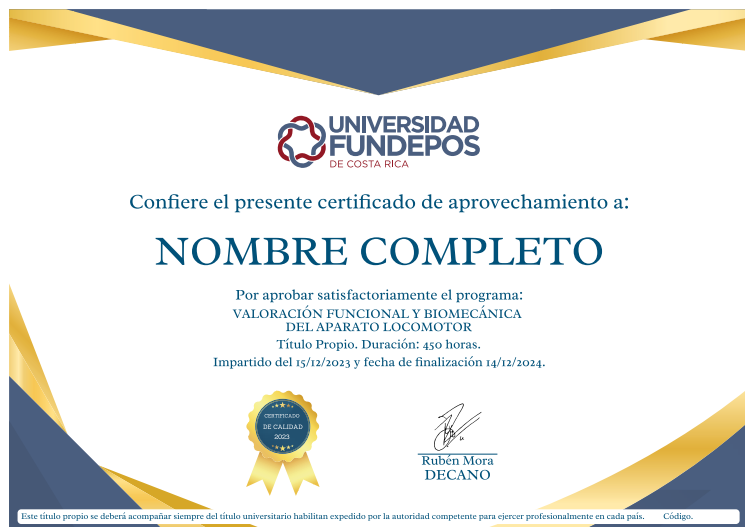 UNIVERSIDAD
FUNDEPOS
DE COSTA RICA
Confiere el presente certificado de aprovechamiento a:
NOMBRE COMPLETO
Por aprobar satisfactoriamente el programa:
VALORACIÓN FUNCIONAL Y BIOMECÁNICA
DEL APARATO LOCOMOTOR
Título Propio. Duración: 450 horas.
Impartido del 15/12/2023 y fecha de finalización 14/12/2024.
CERTIFICADO
DE CALIDAD
2023
Rubén Mora
DECANO
Este título propio se deberá acompañar siempre del título universitario habilitan expedido por la autoridad competente para ejercer profesionalmente en cada país. Código.